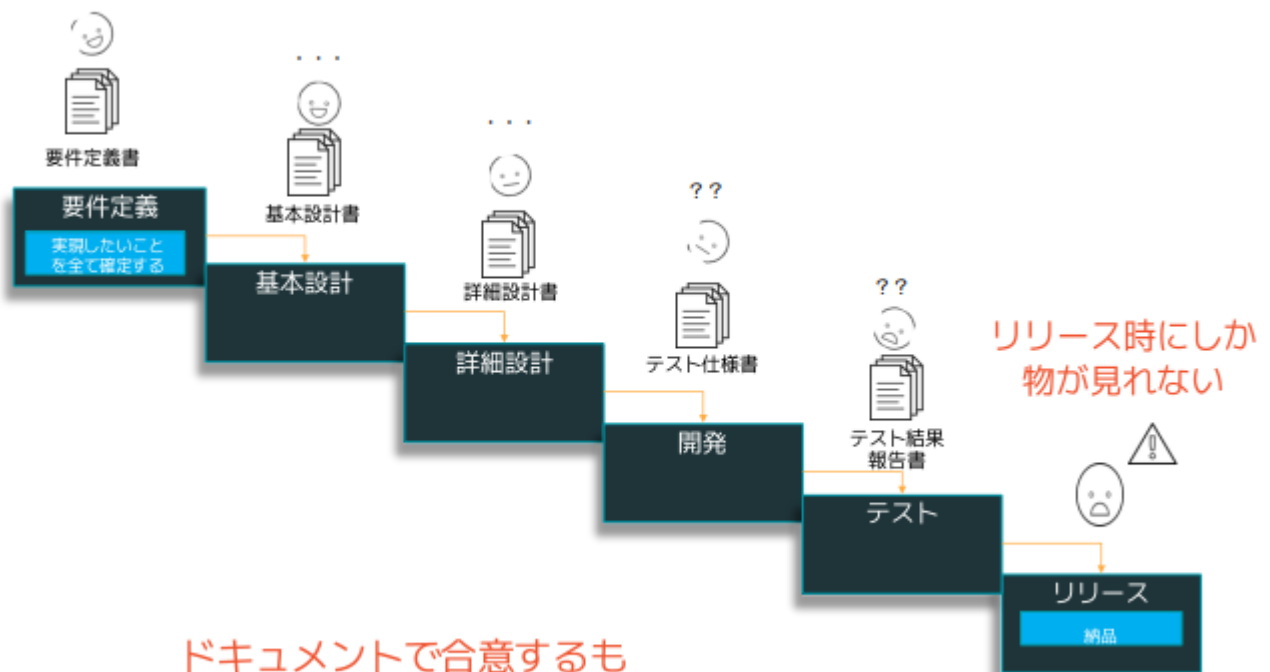 要件定義書
要件定義
実現したいこと
を全て確定する
・・・
基本設計書
基本設計
・・・
詳細設計書
詳細設計
？？
テスト仕様書
開発
？？
テスト結果
報告書
テスト
リリース時にしか
物が見れない
リリース
納品
ドキュメントで合意するも